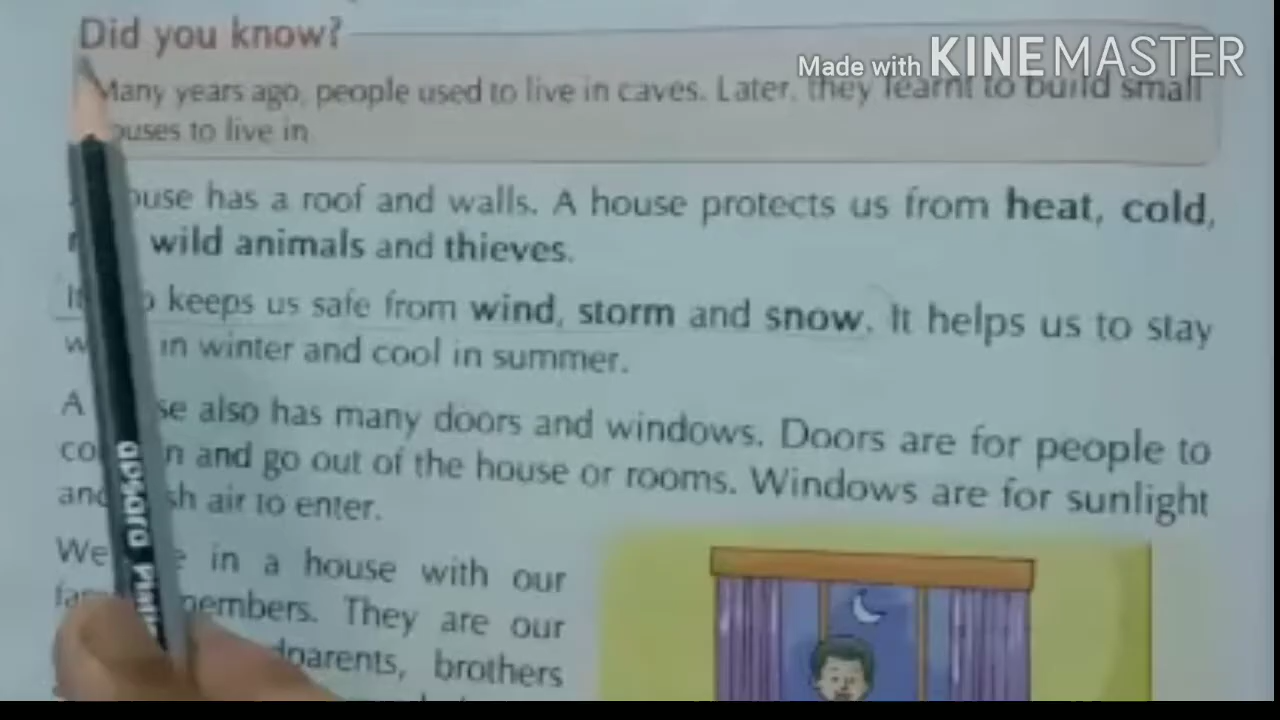 Did you know?
Made with KINEMASTER
Many years ago, people used to live in caves. Later, they learnt to build small
ouses to live in
ouse has a roof and walls. A house protects us from heat, cold,
wild animals and thieves.
It keeps us safe from wind, storm and snow. It helps us to stay
in winter and cool in summer.
A se also has many doors and windows. Doors are for people to
co n and go out of the house or rooms. Windows are for sunlight
and sh air to enter.
We e in a house with our
members. They are our
dparents, brothers
apsara